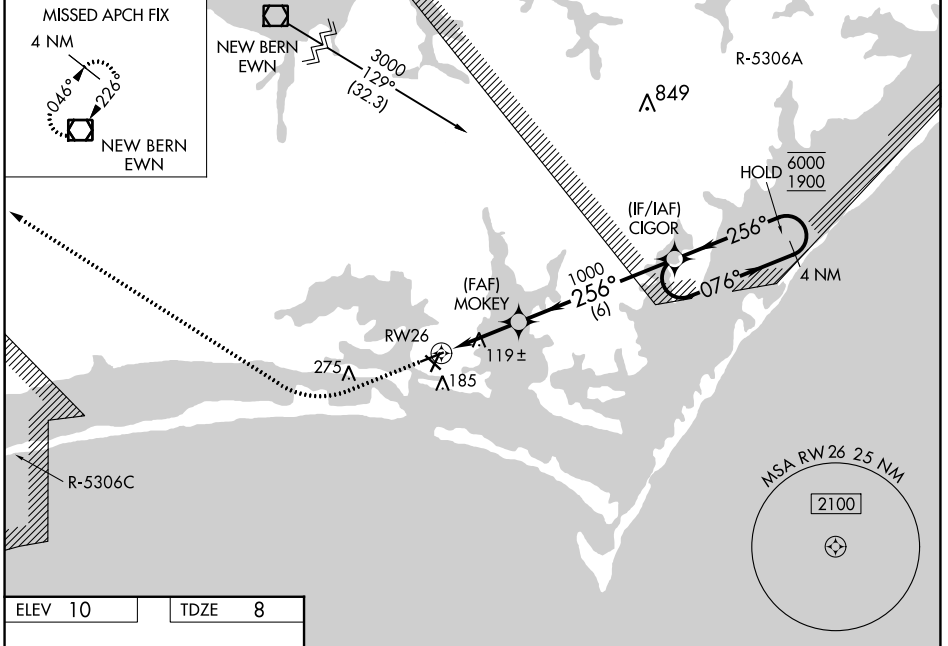 MISSED APCH FIX
4 NM
046°
226°
NEW BERN
EWN
NEW BERN
EWN
3000
129°
(32.3)
R-5306A
849
HOLD
6000
1900
(IF/IAF)
CIGOR
256°
076°
4 NM
1000
256°
(6)
(FAF)
MOKEY
RW26
119±
275
185
R-5306C
MSA RW26 25 NM
2100
ELEV 10
TDZE 8